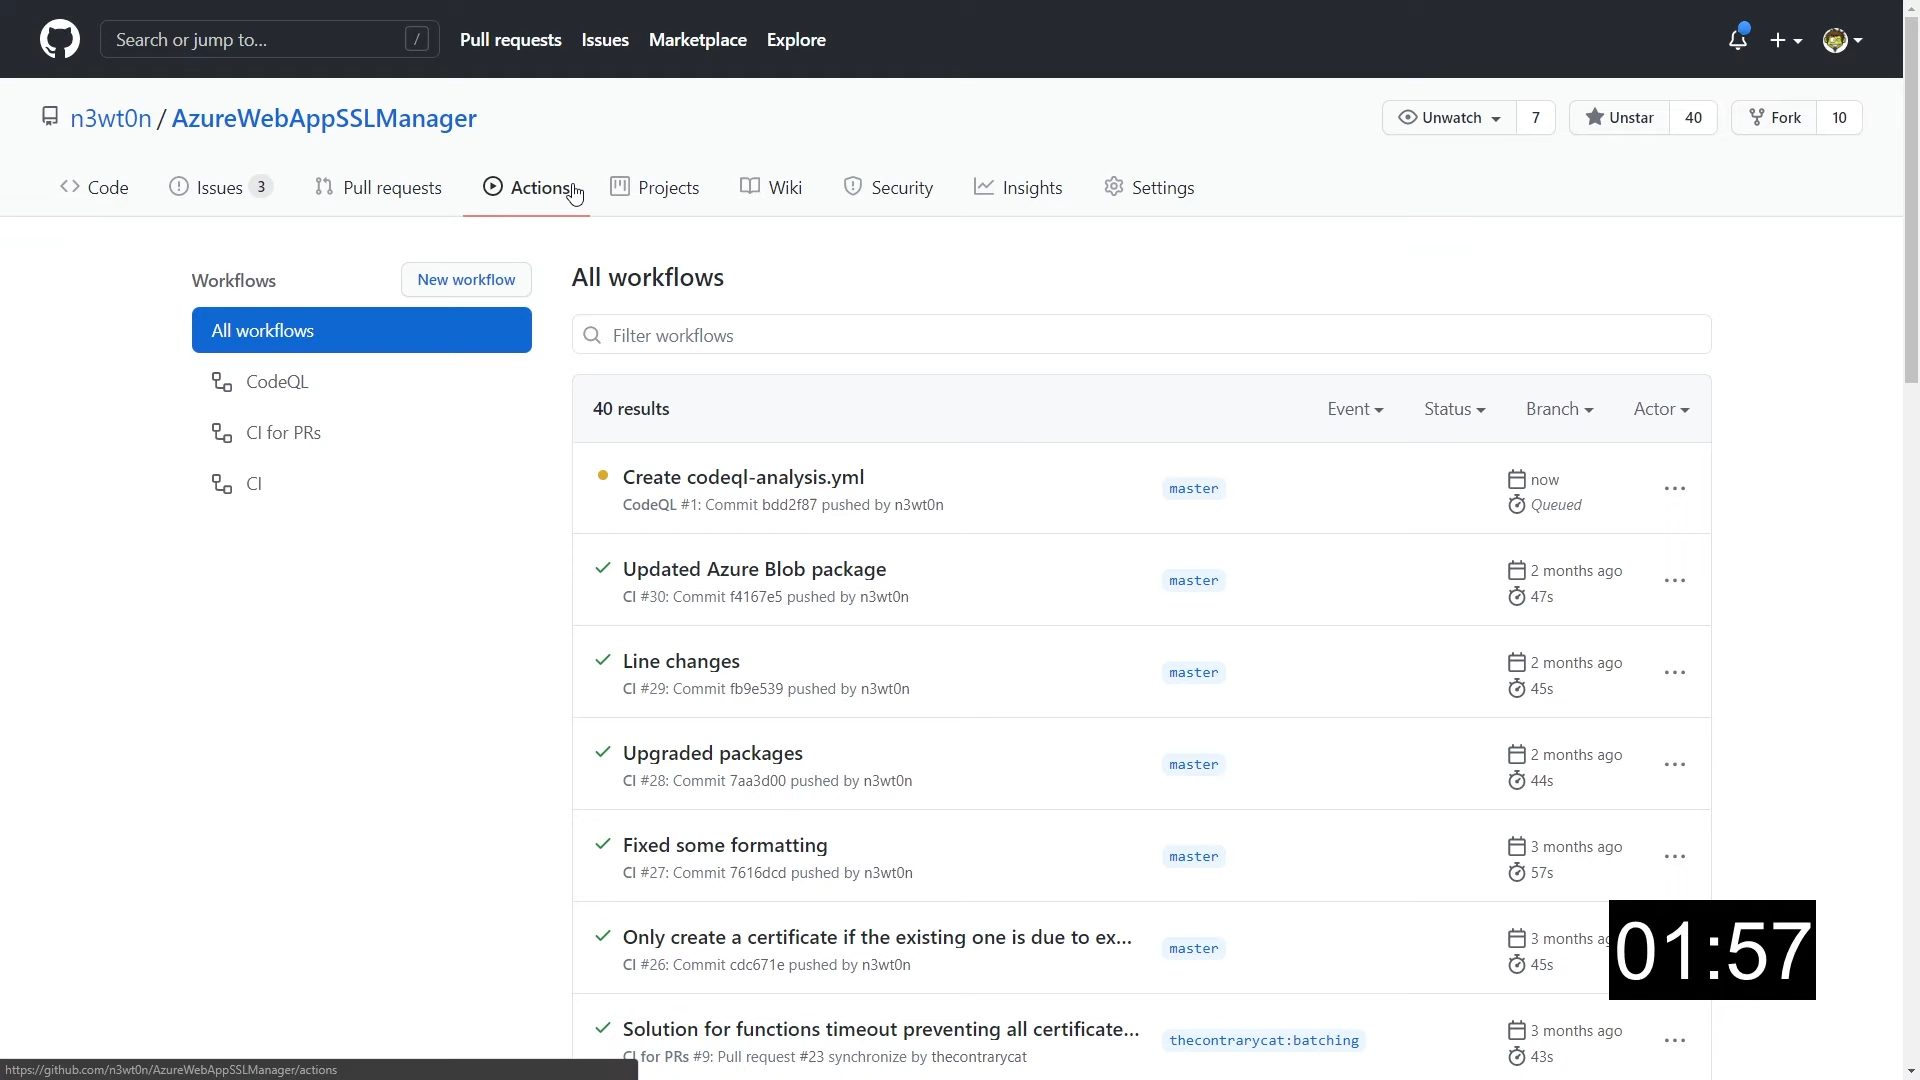 Search or jump to... /
Pull requests Issues Marketplace Explore
n3wt0n / AzureWebAppSSLManager
Unwatch 7 Unstar 40 Fork 10
Code Issues 3 Pull requests Actions Projects Wiki Security Insights Settings
Workflows New workflow
All workflows
CodeQL
CI for PRs
CI
All workflows
Filter workflows
40 results Event Status Branch Actor
Create codeql-analysis.yml master now
CodeQL #1: Commit bdd2f87 pushed by n3wt0n Queued
Updated Azure Blob package master 2 months ago
CI #30: Commit f4167e5 pushed by n3wt0n 47s
Line changes master 2 months ago
CI #29: Commit fb9e539 pushed by n3wt0n 45s
Upgraded packages master 2 months ago
CI #28: Commit 7aa3d00 pushed by n3wt0n 44s
Fixed some formatting master 3 months ago
CI #27: Commit 7616dcd pushed by n3wt0n 57s
Only create a certificate if the existing one is due to ex... master 3 months
CI #26: Commit cdc671e pushed by n3wt0n 45s
01:57
Solution for functions timeout preventing all certificate... thecontrarycat:batching 3 months ago
CI for PRs #9: Pull request #23 synchronize by thecontrarycat 43s
https://github.com/n3wt0n/AzureWebAppSSLManager/actions